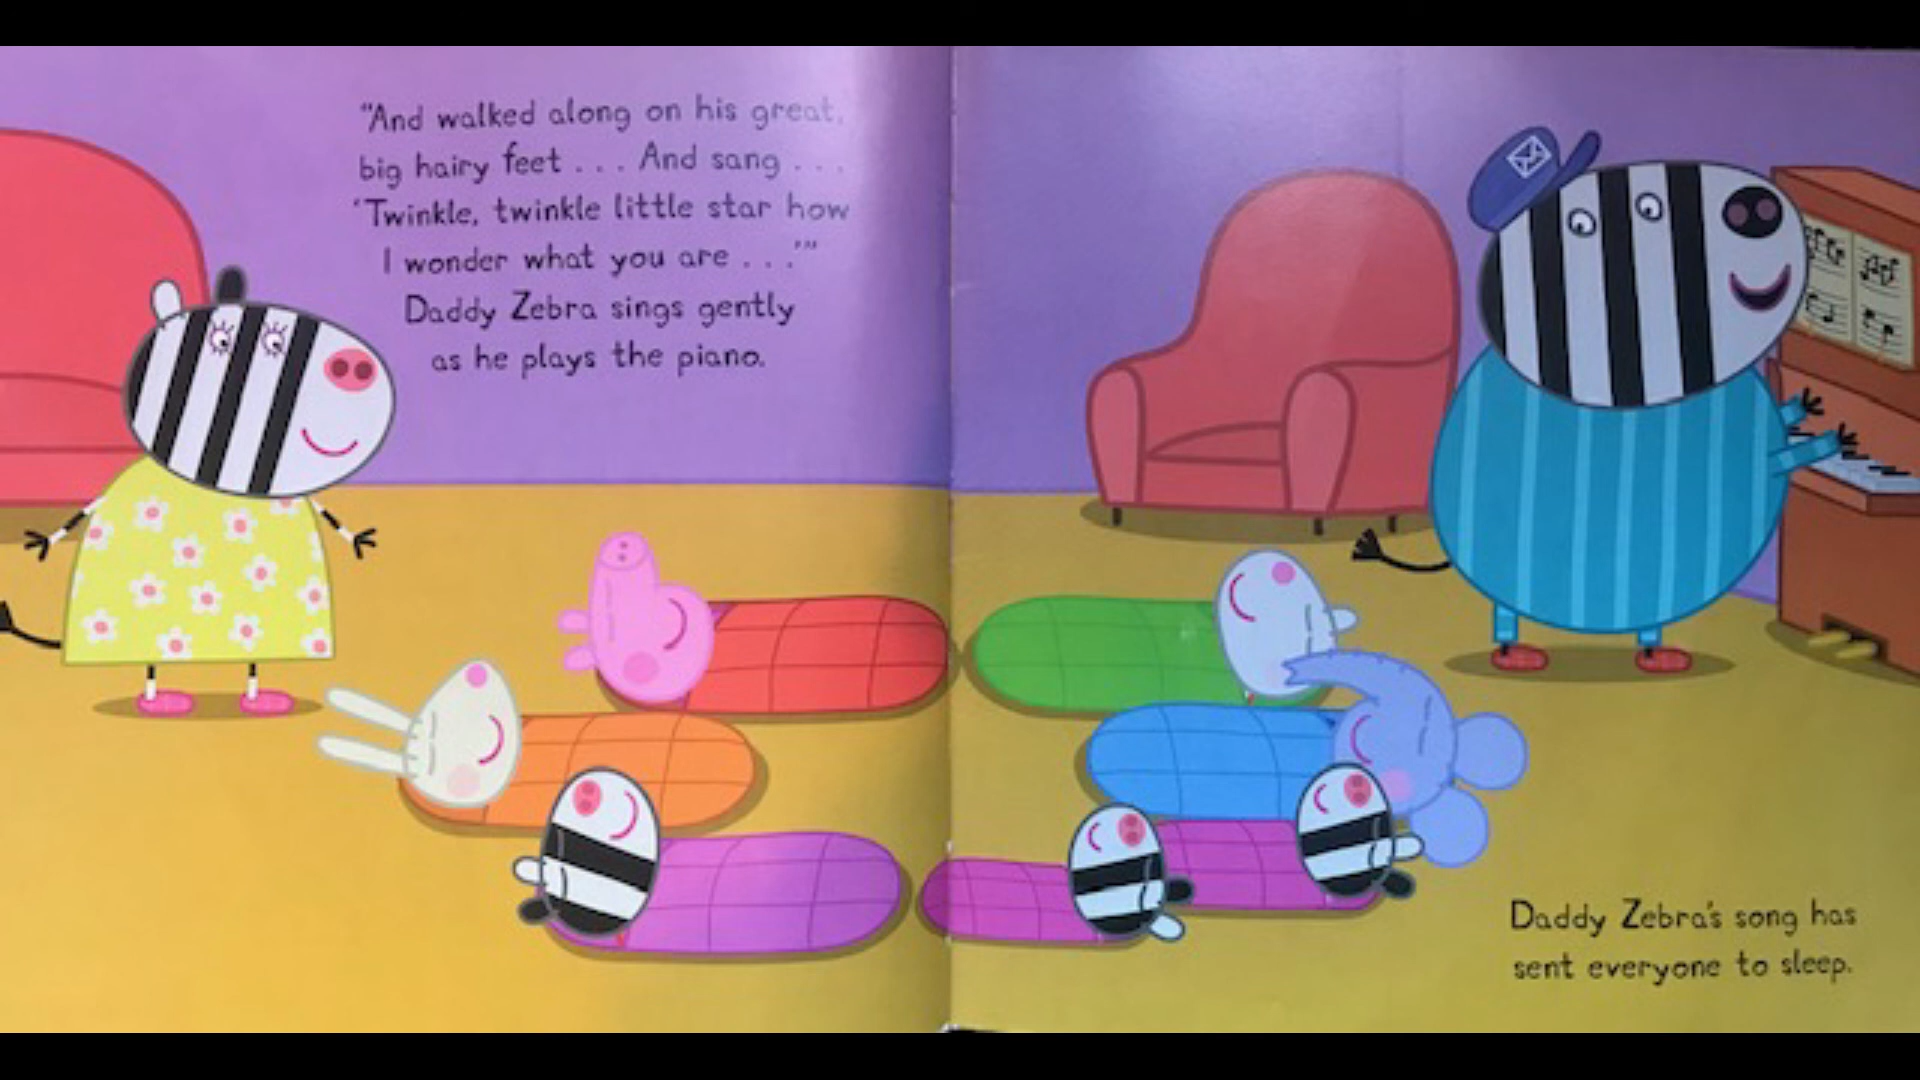 "And walked along on his great,
big hairy feet . . . And sang . . .
'Twinkle, twinkle little star how
I wonder what you are . . .'"
Daddy Zebra sings gently
as he plays the piano.
Daddy Zebra's song has
sent everyone to sleep.